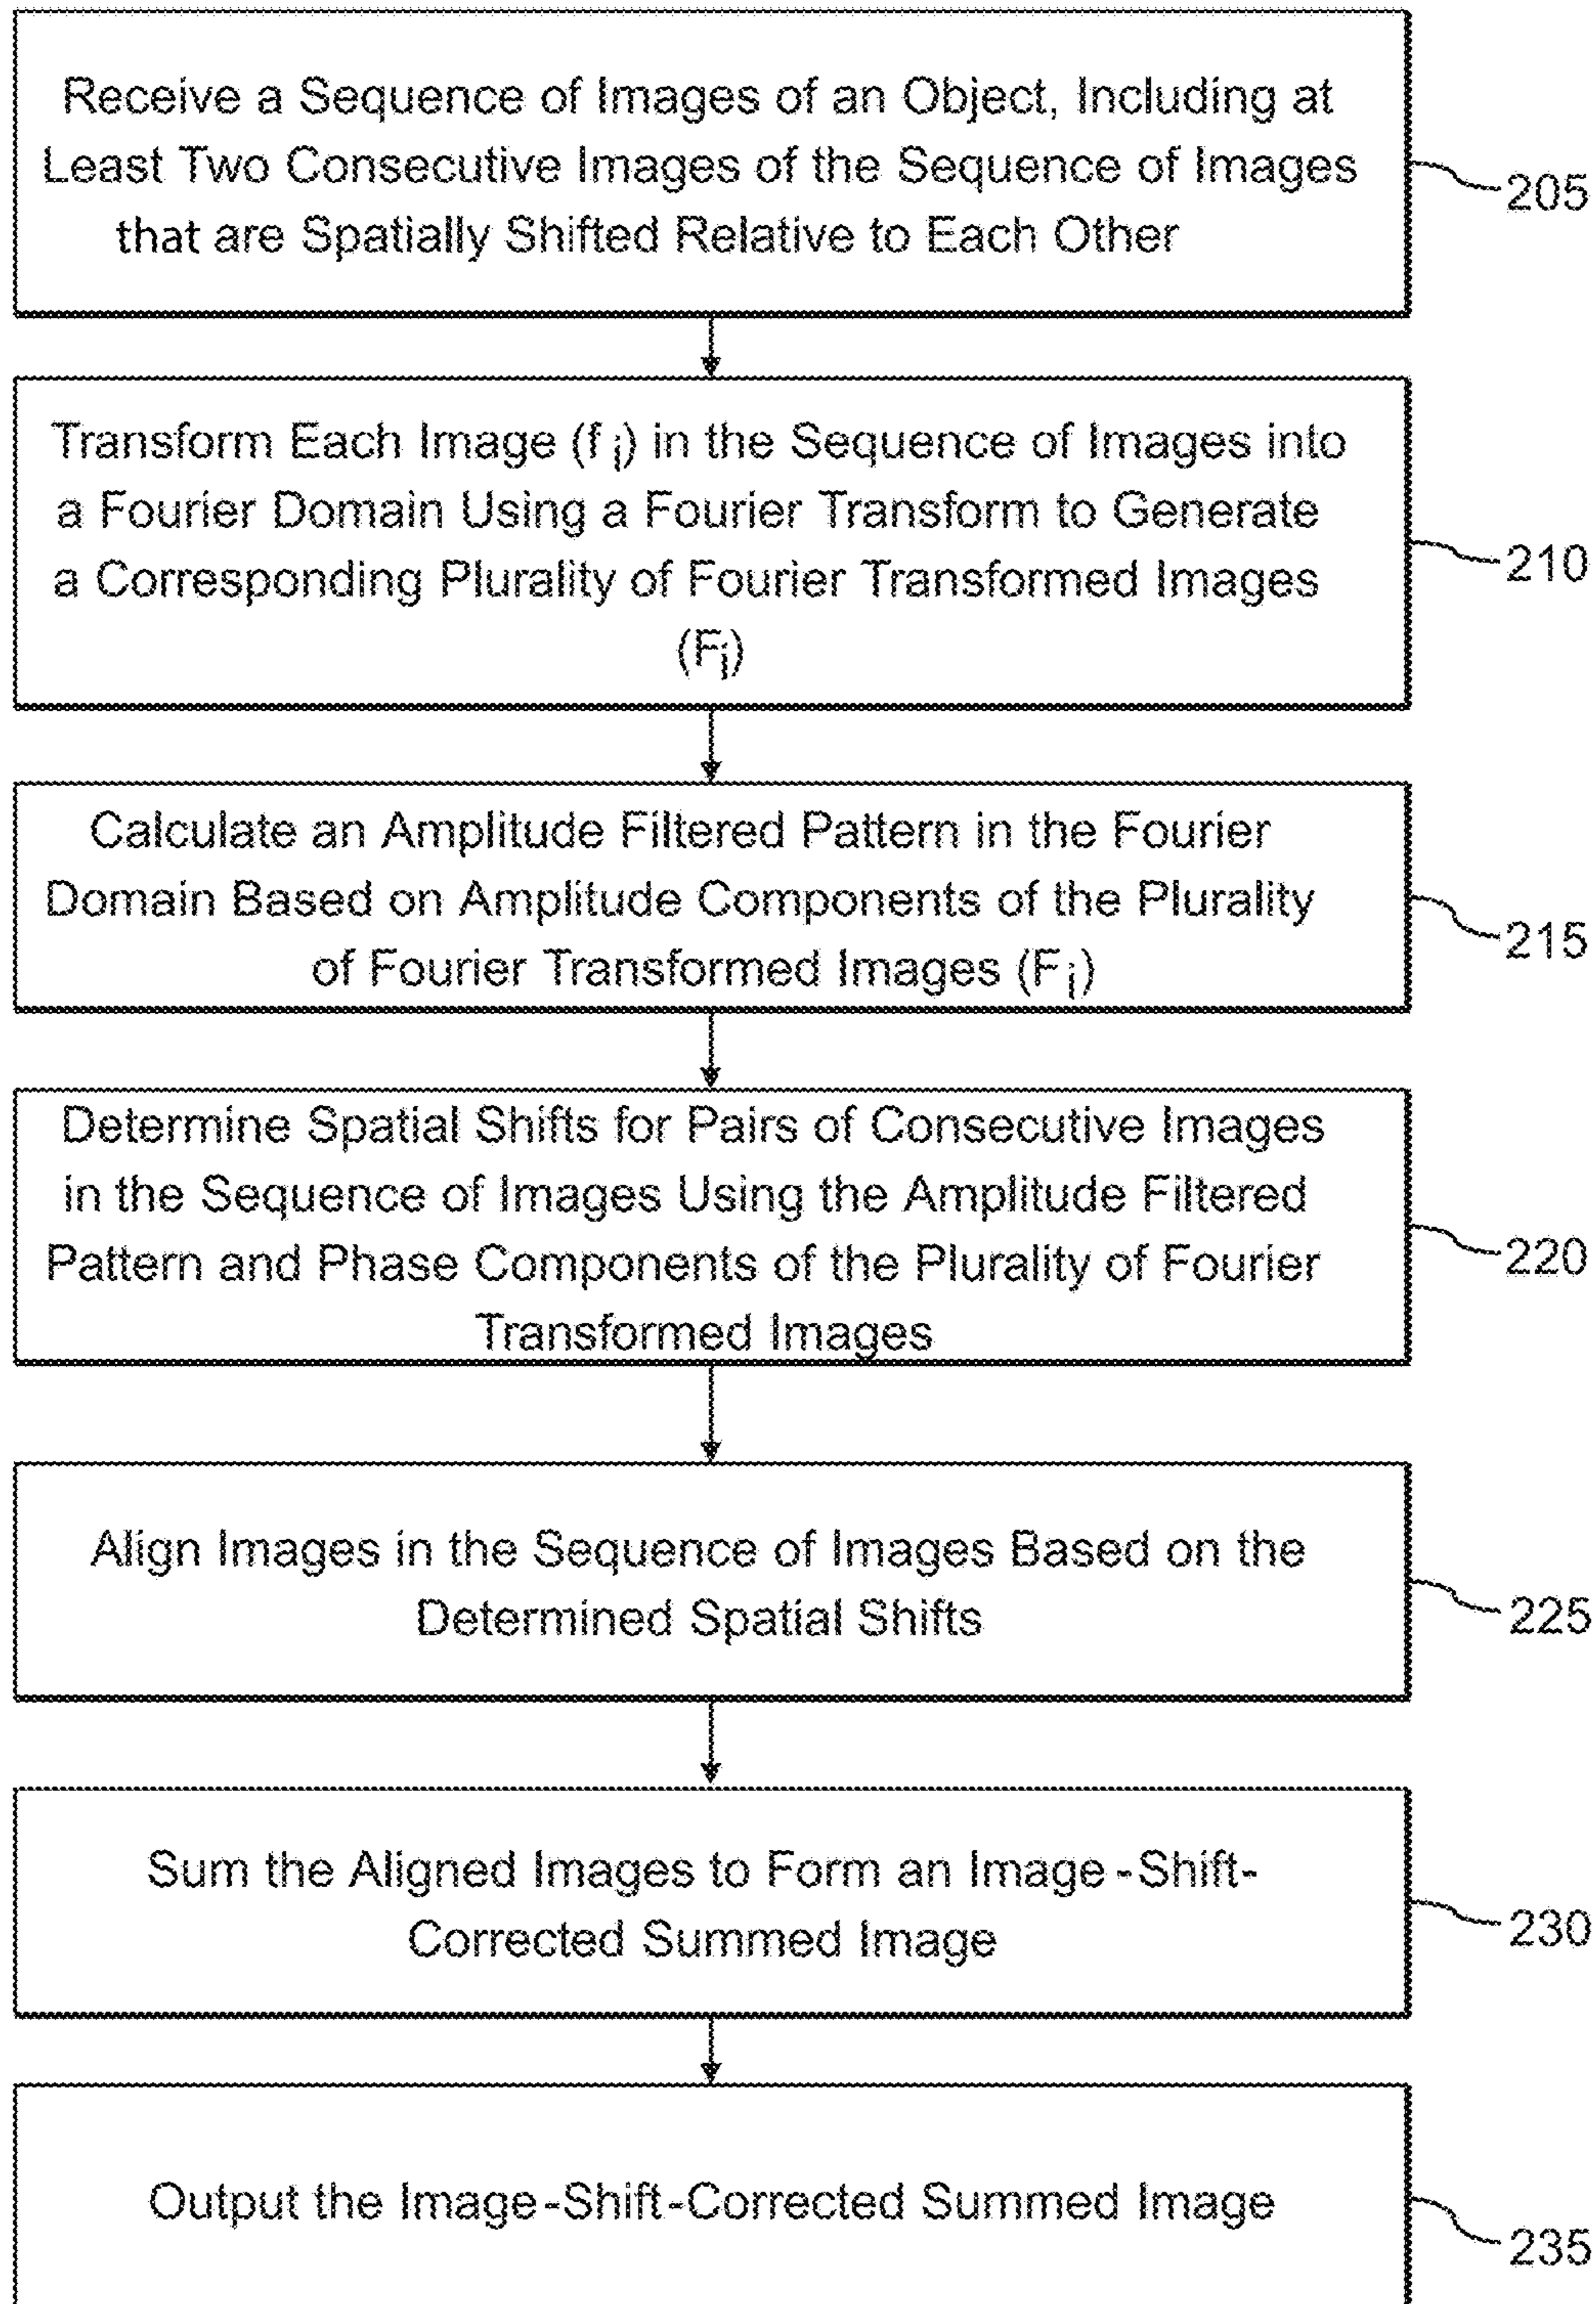 Receive a Sequence of Images of an Object, Including at
Least Two Consecutive Images of the Sequence of Images
that are Spatially Shifted Relative to Each Other
205
Transform Each Image (f i) in the Sequence of Images into
a Fourier Domain Using a Fourier Transform to Generate
a Corresponding Plurality of Fourier Transformed Images
(Fi)
210
Calculate an Amplitude Filtered Pattern in the Fourier
Domain Based on Amplitude Components of the Plurality
of Fourier Transformed Images (F i)
215
Determine Spatial Shifts for Pairs of Consecutive Images
in the Sequence of Images Using the Amplitude Filtered
Pattern and Phase Components of the Plurality of Fourier
Transformed Images
220
Align Images in the Sequence of Images Based on the
Determined Spatial Shifts
225
Sum the Aligned Images to Form an Image-Shift-
Corrected Summed Image
230
Output the Image-Shift-Corrected Summed Image
235